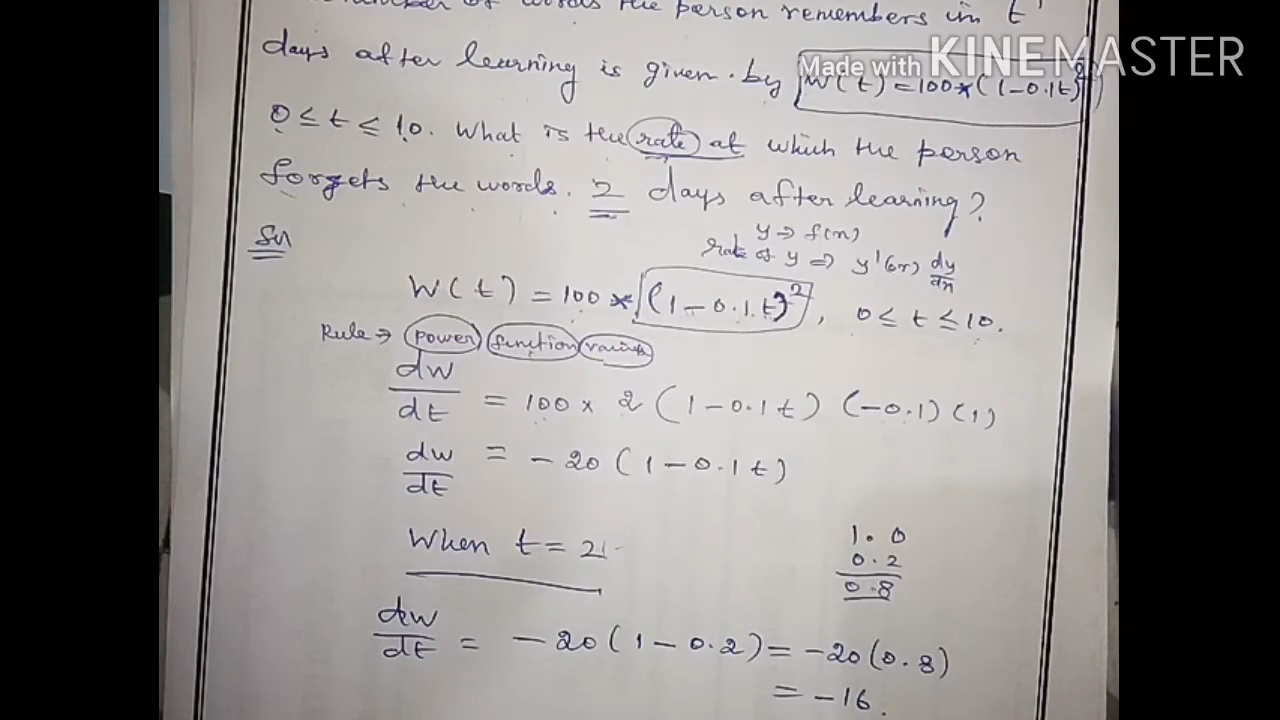 of words the person remembers in t'
days after learning is given. by W(t) = 100*(1-0.1t)²
Made with KINEMASTER
0 ≤ t ≤ 10. What is the rate at which the person
forgets the words. 2 days after learning?
y → f(x)
rate of y ⇒ y'(x) dy/dx
W(t) = 100 * (1-0.1.t)², 0 ≤ t ≤ 10.
Rule → power function
dw/dt = 100 × 2 (1-0.1t) (-0.1) (1)
dw/dt = -20 (1-0.1t)
When t = 2
1.0
0.2
0.8
dw/dt = -20(1-0.2) = -20(0.8)
= -16.